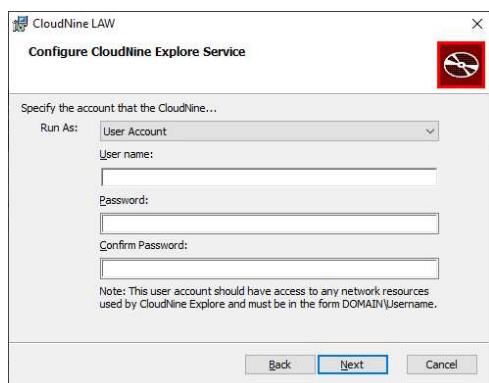 CloudNine LAW
Configure CloudNine Explore Service
Specify the account that the CloudNine...
Run As:
User Account
User name:
Password:
Confirm Password:
Note: This user account should have access to any network resources
used by CloudNine Explore and must be in the form DOMAIN\Username.
Back
Next
Cancel